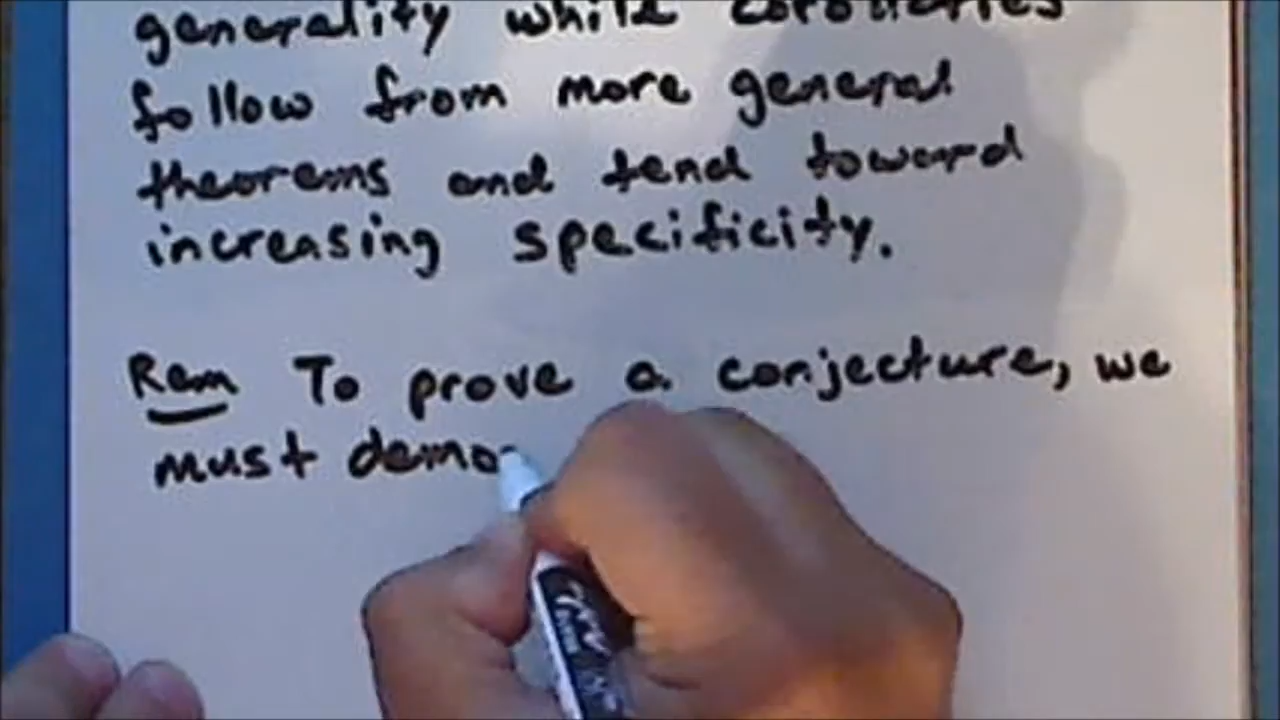 generality while corollaries
follow from more general
theorems and tend toward
increasing specificity.
Rem To prove a conjecture, we
must demo